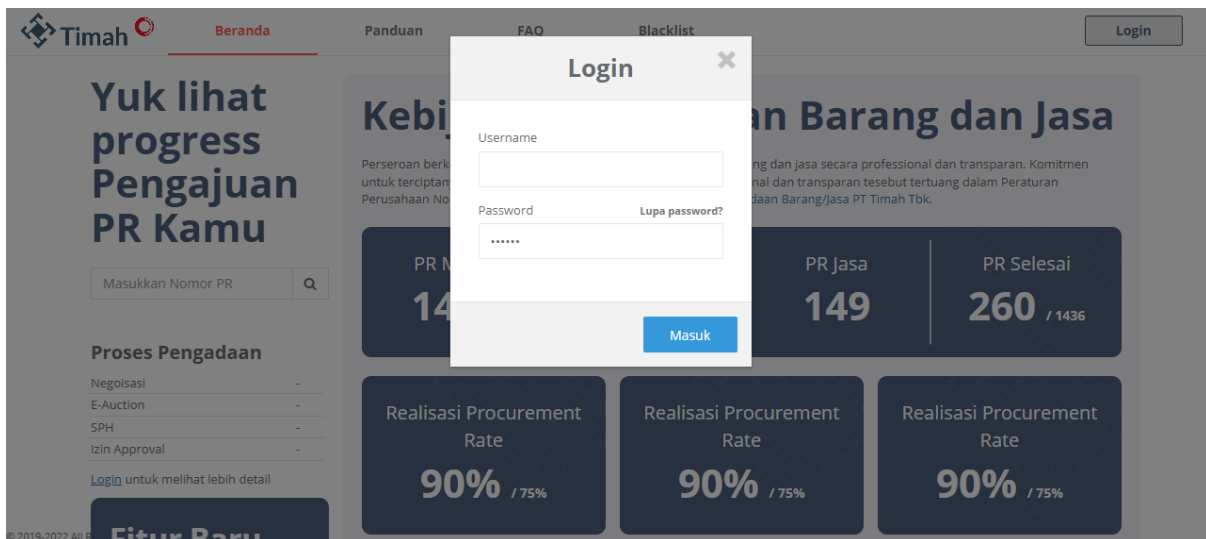 Timah
Beranda
Panduan
FAQ
Blacklist
Login
Yuk lihat
progress
Pengajuan
PR Kamu
Masukkan Nomor PR
Proses Pengadaan
Negoisasi -
E-Auction -
SPH -
Izin Approval -
Login untuk melihat lebih detail
Fitur Baru
© 2019-2022 All
Login
Username
Password
Lupa password?
••••••
Masuk
an Barang dan Jasa
Perseroan
ng dan jasa secara professional dan transparan. Komitmen
untuk
nal dan transparan tesebut tertuang dalam Peraturan
Perusahaan No
daan Barang/Jasa PT Timah Tbk.
PR
14
PR Jasa
149
PR Selesai
260 / 1436
Realisasi Procurement
Rate
90% / 75%
Realisasi Procurement
Rate
90% / 75%
Realisasi Procurement
Rate
90% / 75%